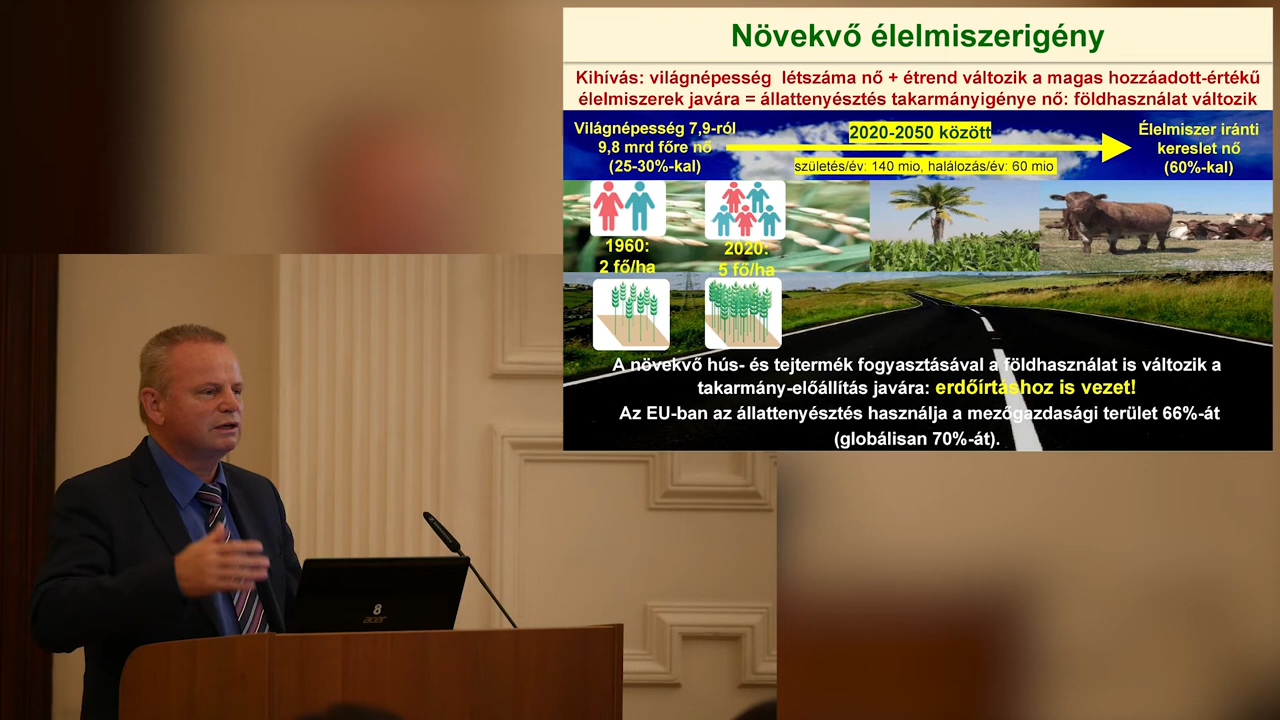 Növekvő élelmiszerigény
Kihívás: világnépesség létszáma nő + étrend változik a magas hozzáadott-értékű
élelmiszerek javára = állattenyésztés takarmányigénye nő: földhasználat változik
Világnépesség 7,9-ról
9,8 mrd főre nő
(25-30%-kal)
2020-2050 között
születés/év: 140 mio, halálozás/év: 60 mio
Élelmiszer iránti
kereslet nő
(60%-kal)
1960:
2 fő/ha
2020:
5 fő/ha
A növekvő hús- és tejtermék fogyasztásával a földhasználat is változik a
takarmány-előállítás javára: erdőírtáshoz is vezet!
Az EU-ban az állattenyésztés használja a mezőgazdasági terület 66%-át
(globálisan 70%-át).
8
acer